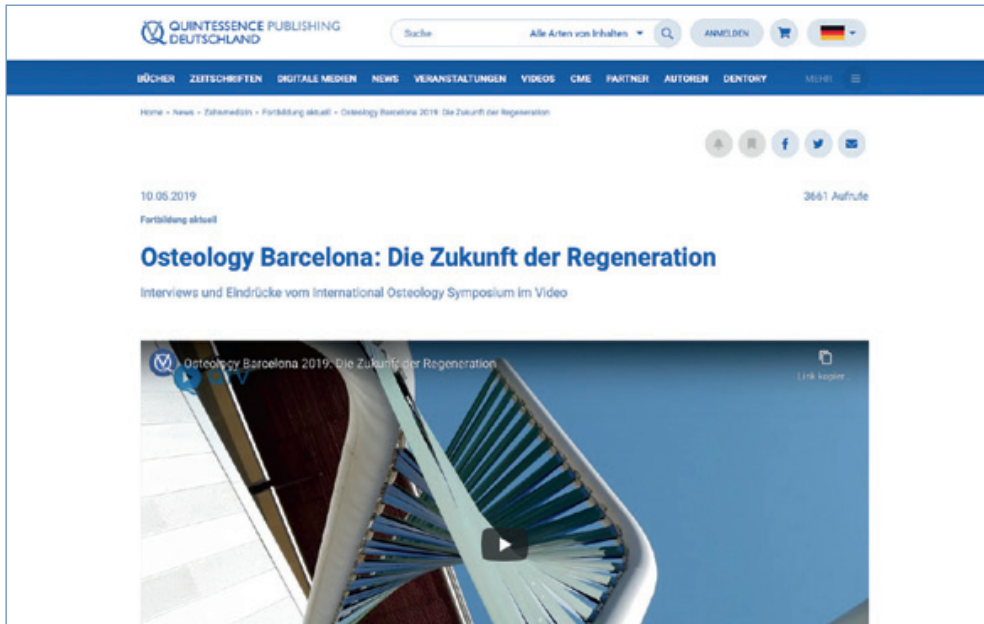 QUINTESSENCE PUBLISHING
DEUTSCHLAND
Suche
Alle Arten von Inhalten
ANMELDEN
BÜCHER ZEITSCHRIFTEN DIGITALE MEDIEN NEWS VERANSTALTUNGEN VIDEOS CME PARTNER AUTOREN DENTORY MEHR
Home - News - Zahnmedizin - Fortbildung aktuell - Osteology Barcelona 2019: Die Zukunft der Regeneration
10.05.2019
3661 Aufrufe
Fortbildung aktuell
Osteology Barcelona: Die Zukunft der Regeneration
Interviews und Eindrücke vom International Osteology Symposium im Video
Osteology Barcelona 2019: Die Zukunft der Regeneration
Link kopier...